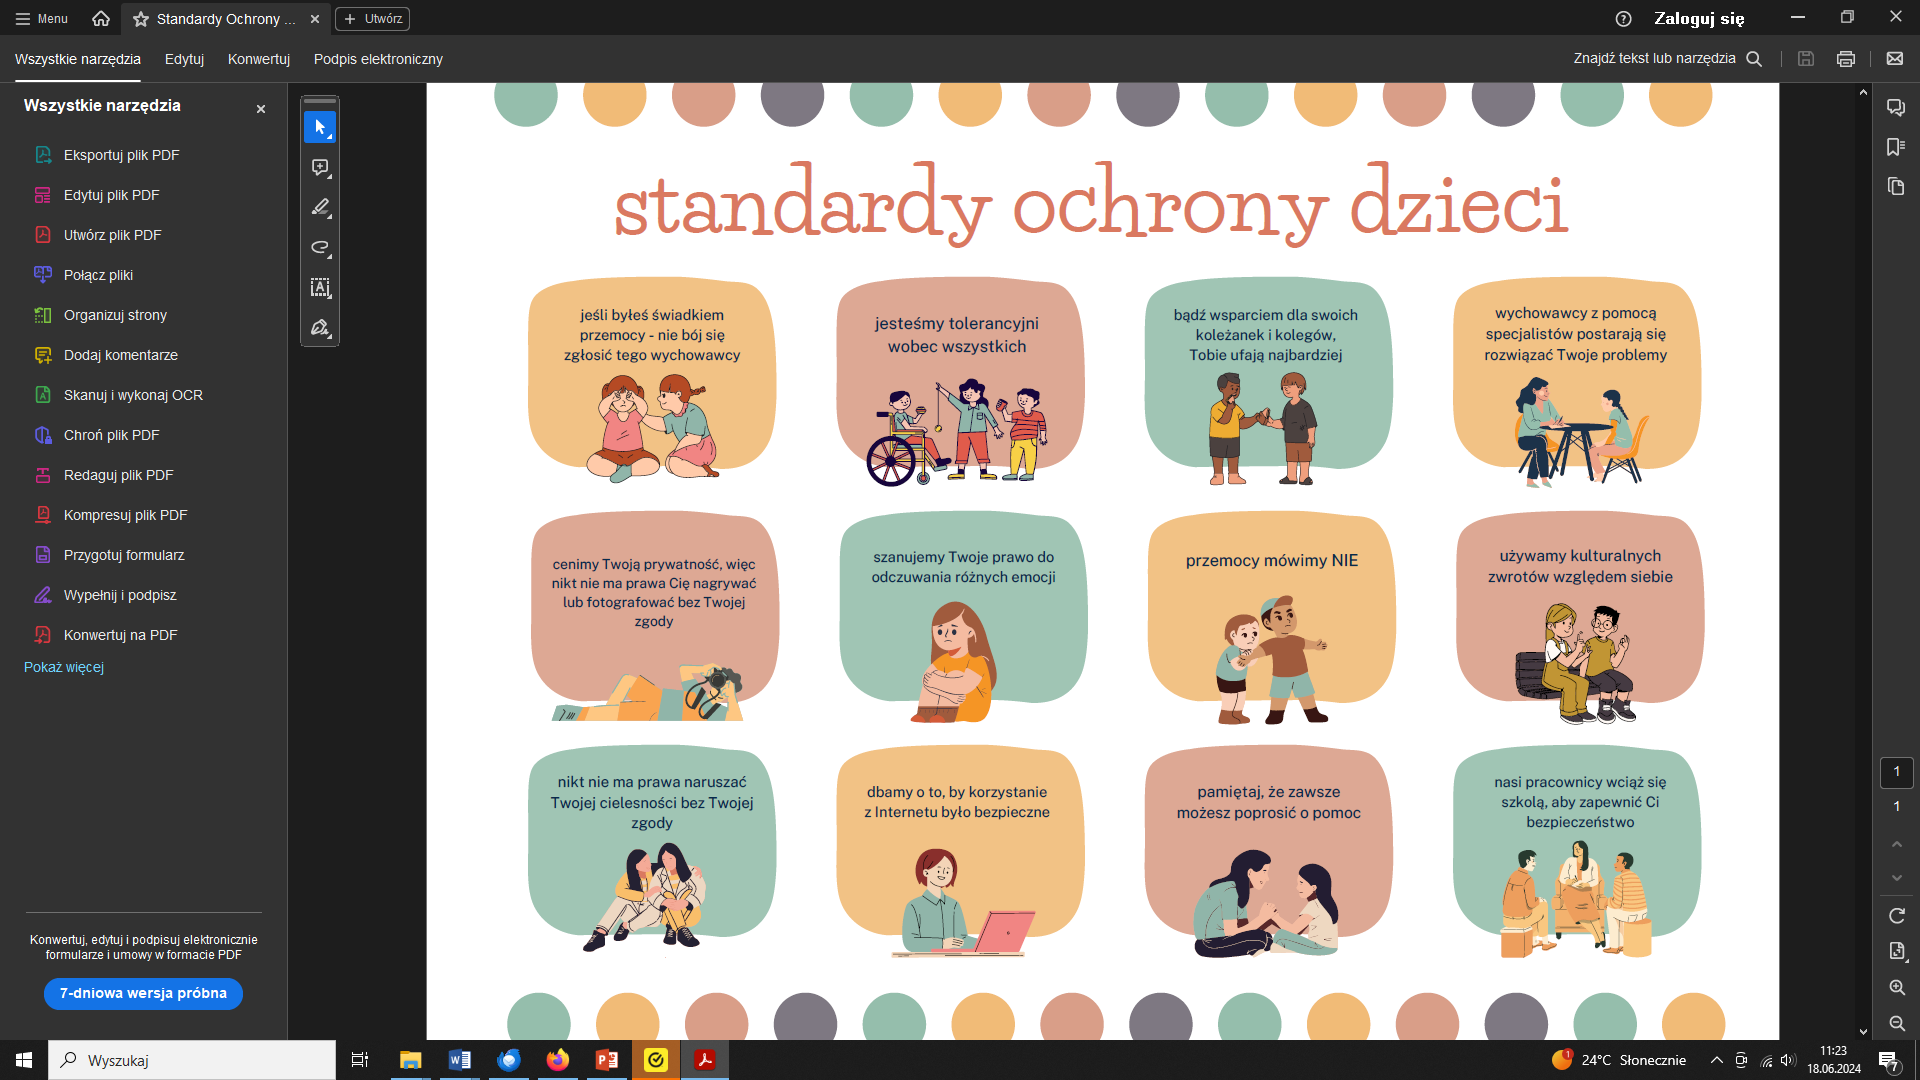 Menu
Standardy Ochrony ...
Utwórz
Zaloguj się
Wszystkie narzędzia
Edytuj
Konwertuj
Podpis elektroniczny
Znajdź tekst lub narzędzia
Wszystkie narzędzia
Eksportuj plik PDF
Edytuj plik PDF
Utwórz plik PDF
Połącz pliki
Organizuj strony
Dodaj komentarze
Skanuj i wykonaj OCR
Chroń plik PDF
Redaguj plik PDF
Kompresuj plik PDF
Przygotuj formularz
Wypełnij i podpisz
Konwertuj na PDF
Pokaż więcej
Konwertuj, edytuj i podpisuj elektronicznie
formularze i umowy w formacie PDF
7-dniowa wersja próbna
standardy ochrony dzieci
jeśli byłeś świadkiem
przemocy - nie bój się
zgłosić tego wychowawcy
jesteśmy tolerancyjni
wobec wszystkich
bądź wsparciem dla swoich
koleżanek i kolegów,
Tobie ufają najbardziej
wychowawcy z pomocą
specjalistów postarają się
rozwiązać Twoje problemy
cenimy Twoją prywatność, więc
nikt nie ma prawa Cię nagrywać
lub fotografować bez Twojej
zgody
szanujemy Twoje prawo do
odczuwania różnych emocji
przemocy mówimy NIE
używamy kulturalnych
zwrotów względem siebie
nikt nie ma prawa naruszać
Twojej cielesności bez Twojej
zgody
dbamy o to, by korzystanie
z Internetu było bezpieczne
pamiętaj, że zawsze
możesz poprosić o pomoc
nasi pracownicy wciąż się
szkolą, aby zapewnić Ci
bezpieczeństwo
1
1
Wyszukaj
1
24°C Słonecznie
11:23
18.06.2024
7